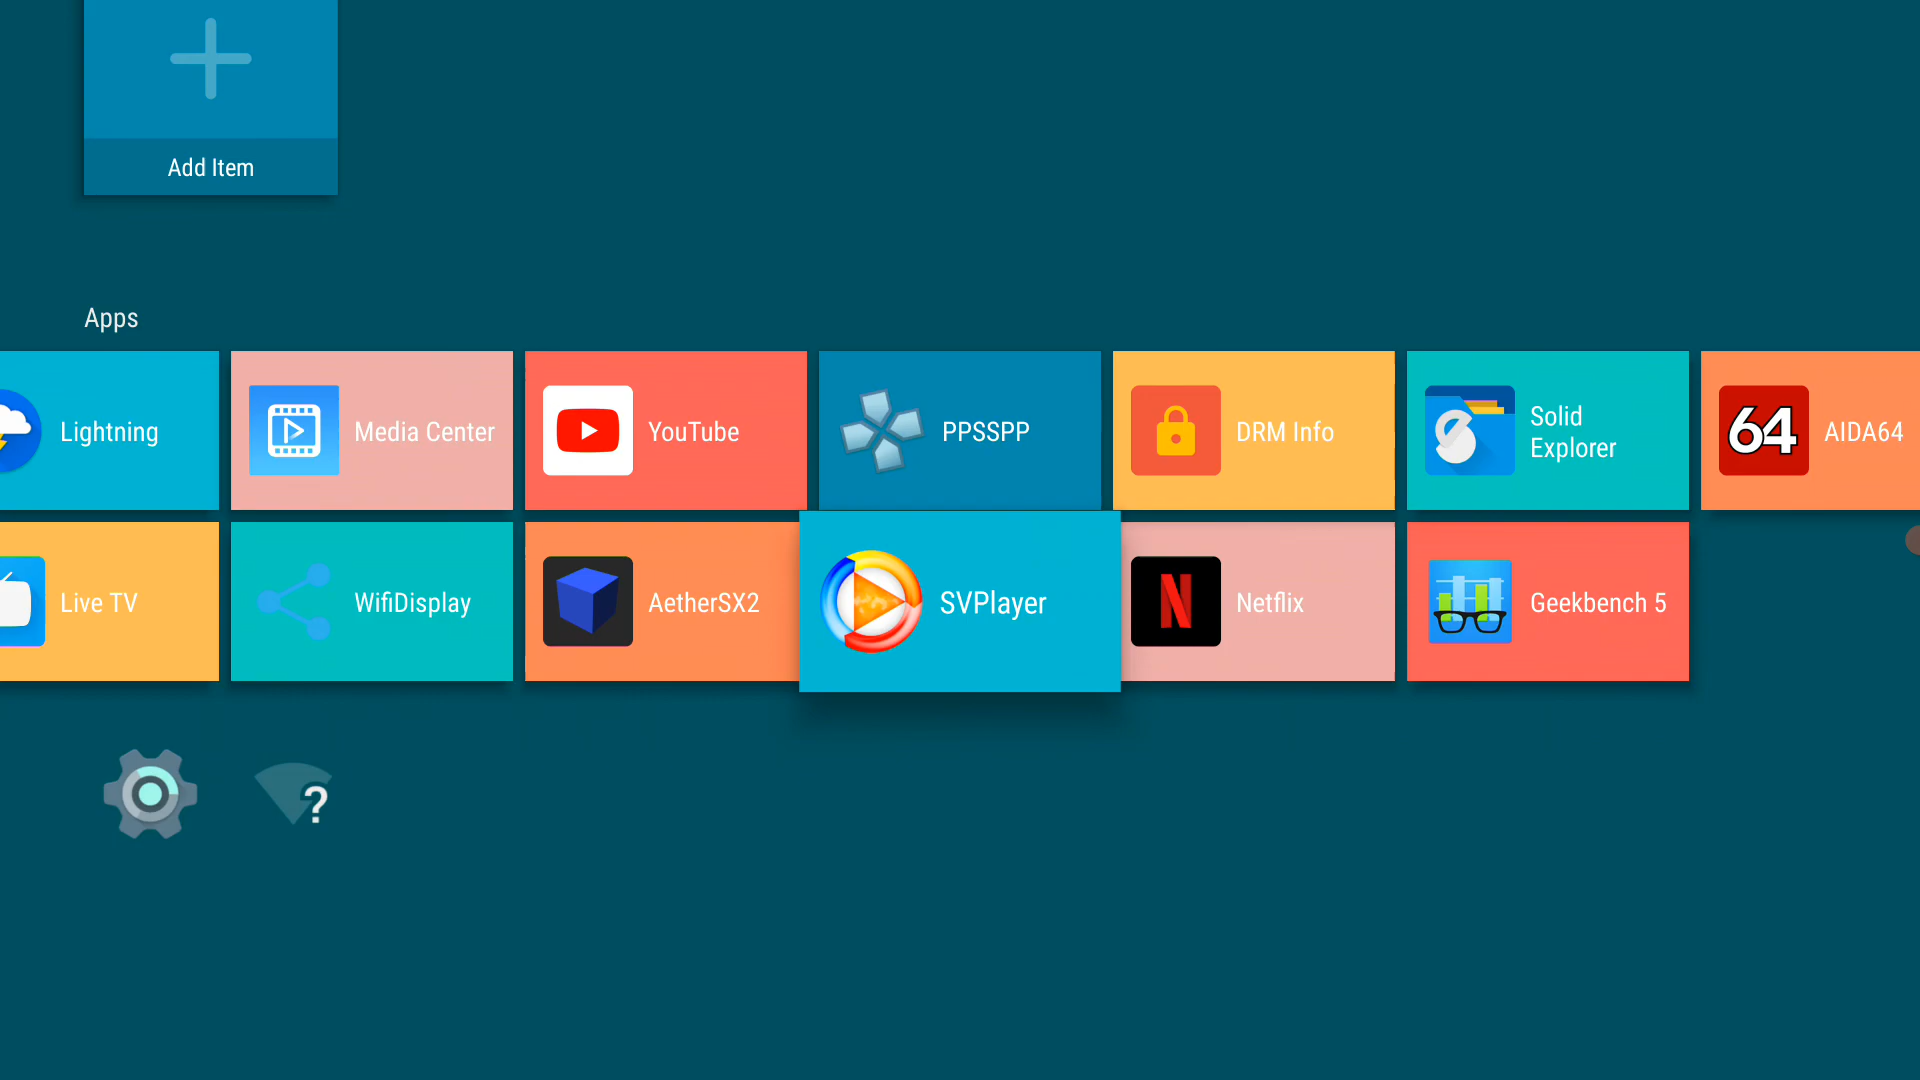 Add Item
Apps
Lightning
Media Center
YouTube
PPSSPP
DRM Info
Solid
Explorer
64
AIDA64
Live TV
WifiDisplay
AetherSX2
SVPlayer
N
Netflix
Geekbench 5
?